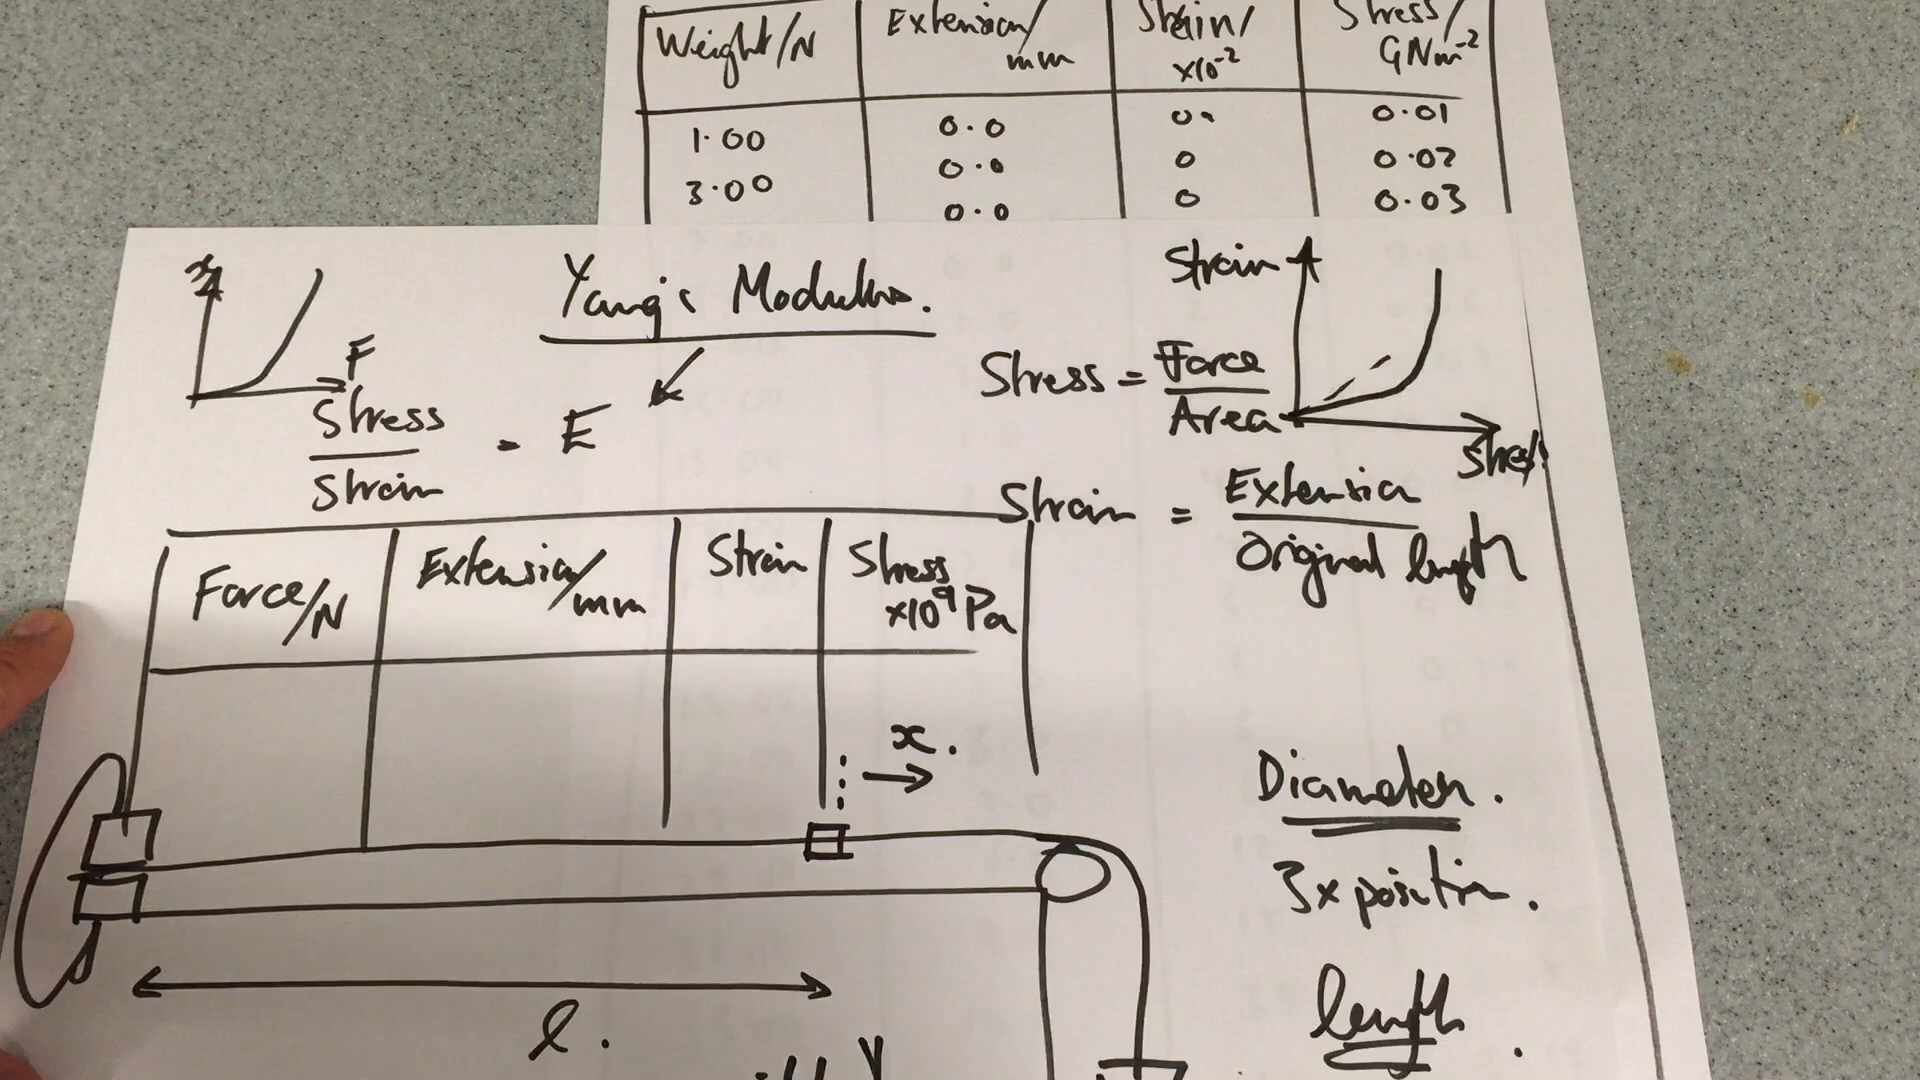 Weight/N Extension/mm Strain/×10⁻² Stress/GNm⁻²
1.00 0.0 0. 0.01
3.00 0.0 0 0.02
0.0 0 0.03
x
F
Young's Modulus.
Strain
Stress
Stress = Force/Area
Stress/Strain = E
Strain = Extension/Original length
Force/N Extension/mm Strain Stress ×10⁹ Pa
x.
Diameter.
3x position.
l.
length